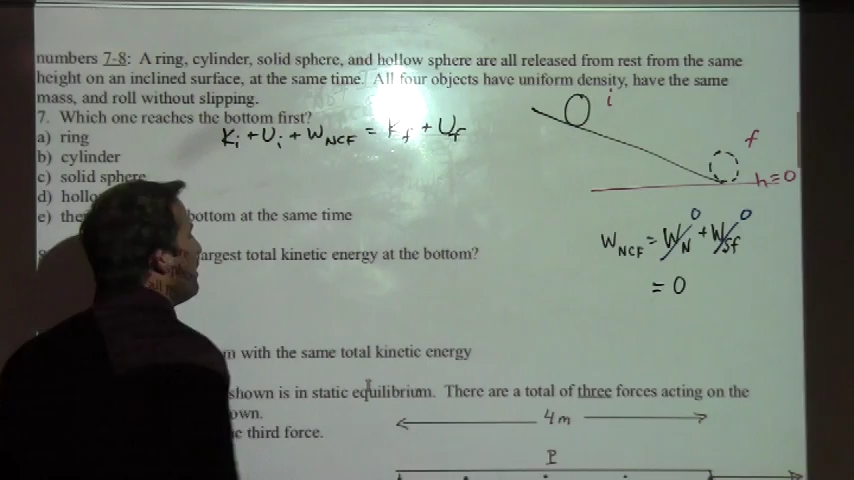 numbers 7-8: A ring, cylinder, solid sphere, and hollow sphere are all released from rest from the same
height on an inclined surface, at the same time. All four objects have uniform density, have the same
mass, and roll without slipping.
7. Which one reaches the bottom first?
a) ring
b) cylinder
c) solid sphere
d)
e)
bottom at the same time
largest total kinetic energy at the bottom?
with the same total kinetic energy
shown is in static equilibrium. There are a total of three forces acting on the
third force.
Ki + Ui + WNCF = Kf + Uf
i
f
h=0
WNCF = WN 0 + Wsf 0
= 0
4m
P